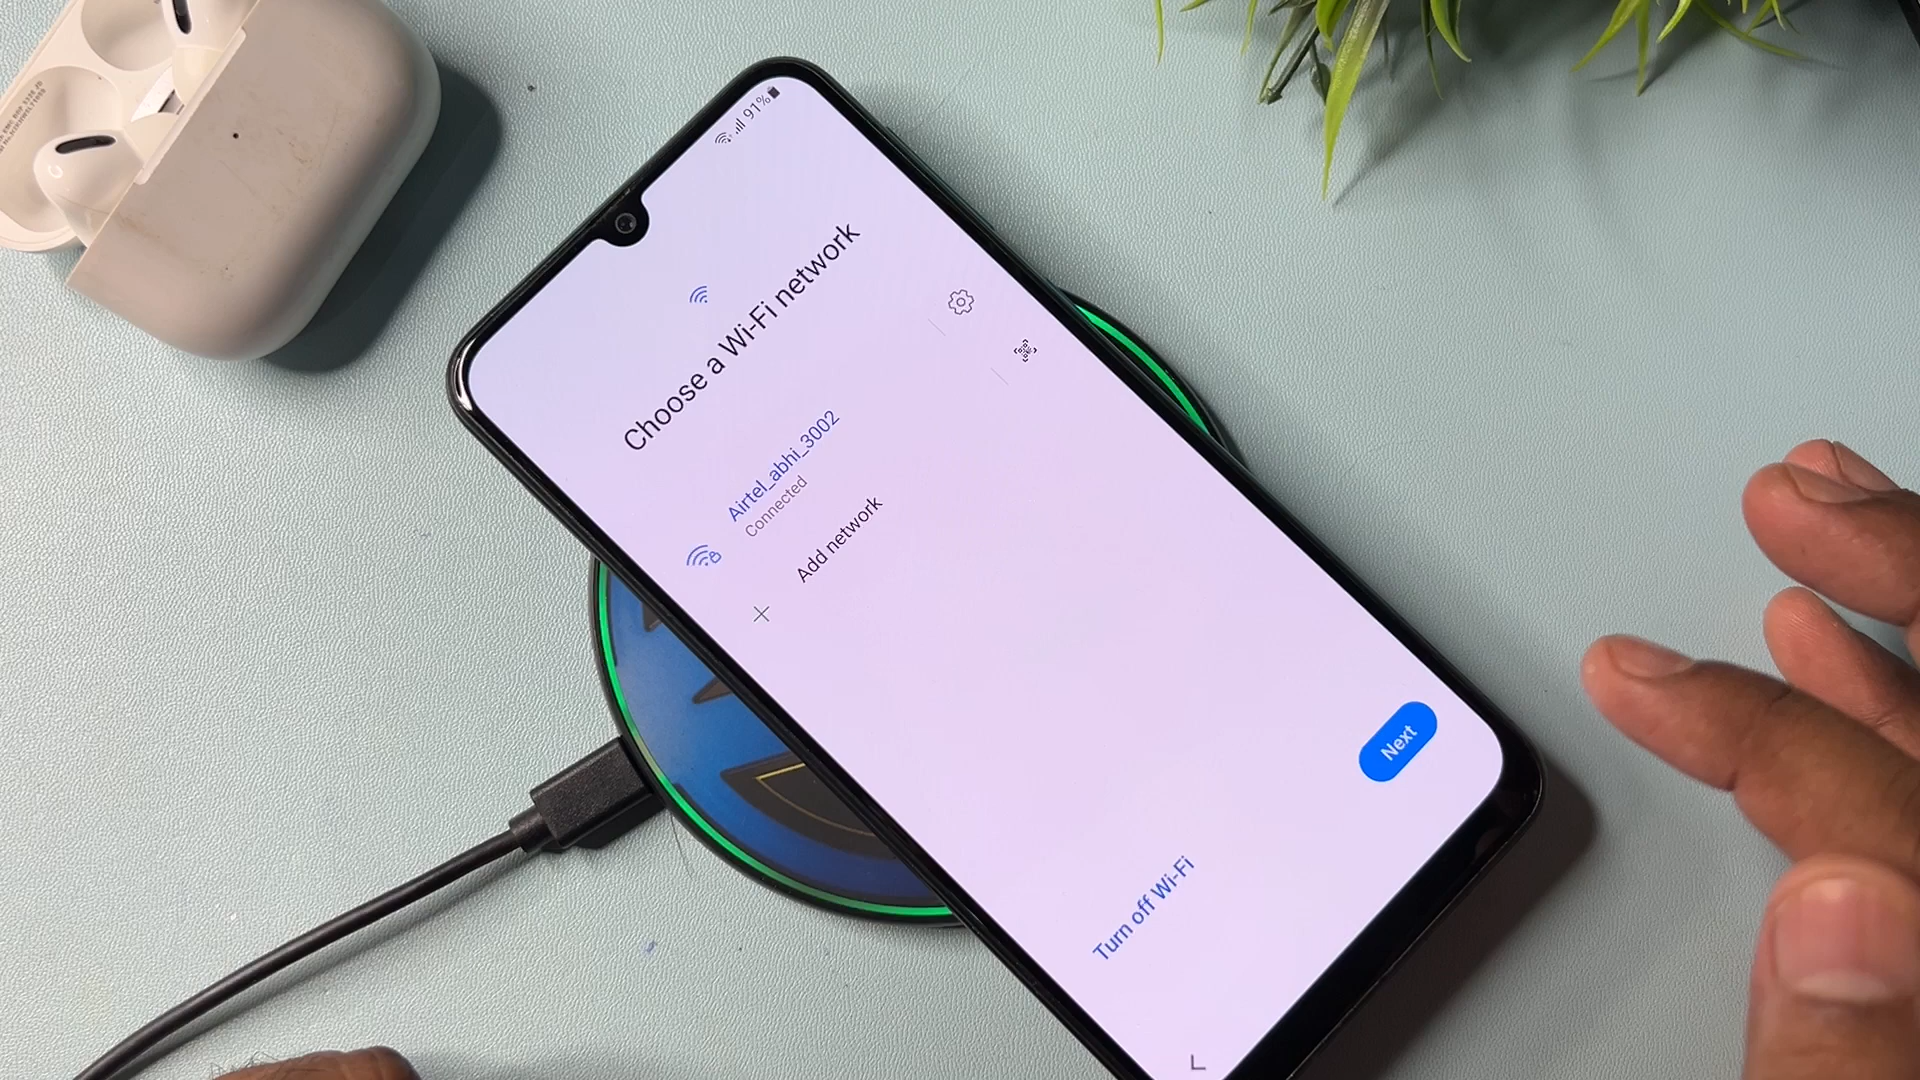 91%
Choose a Wi-Fi network
Airtel_abhi_3002
Connected
Add network
Next
Turn off Wi-Fi